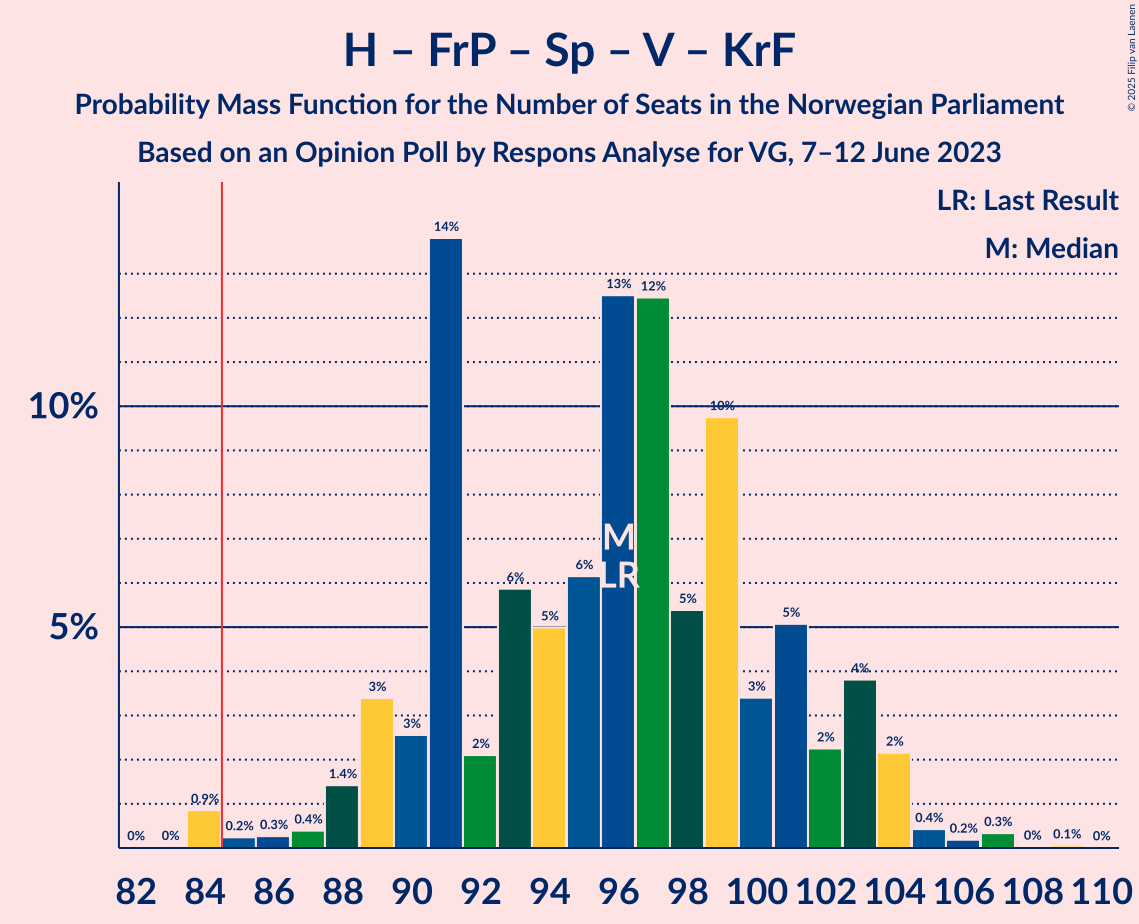 H – FrP – Sp – V – KrF
Probability Mass Function for the Number of Seats in the Norwegian Parliament
Based on an Opinion Poll by Respons Analyse for VG, 7–12 June 2023
© 2025 Filip van Laenen
LR: Last Result
M: Median
10%
5%
0% 0% 0.9% 0.2% 0.3% 0.4% 1.4% 3% 3% 14% 2% 6% 5% 6% 13% 12% 5% 10% 3% 5% 2% 4% 2% 0.4% 0.2% 0.3% 0% 0.1% 0%
M
LR
82 84 86 88 90 92 94 96 98 100 102 104 106 108 110